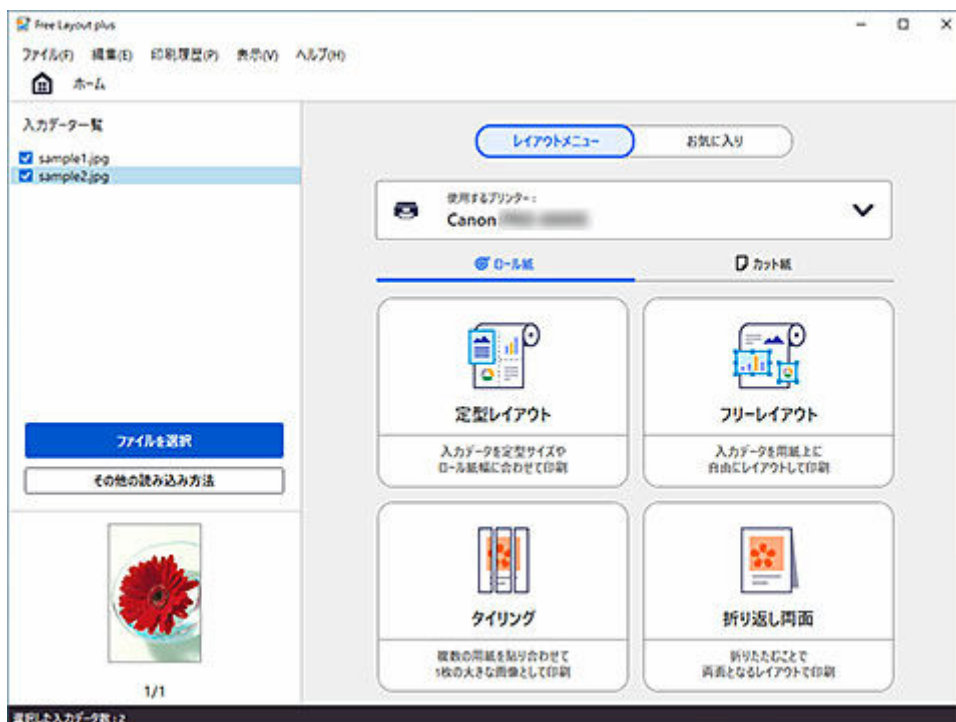 Free Layout plus
ファイル(F) 編集(E) 印刷履歴(P) 表示(V) ヘルプ(H)
ホーム
入力データ一覧
sample1.jpg
sample2.jpg
ファイルを選択
その他の読み込み方法
1/1
レイアウトメニュー
お気に入り
使用するプリンター:
Canon
ロール紙
カット紙
定型レイアウト
入力データを定型サイズや
ロール紙幅に合わせて印刷
フリーレイアウト
入力データを用紙上に
自由にレイアウトして印刷
タイリング
複数の用紙を貼り合わせて
1枚の大きな画像として印刷
折り返し両面
折りたたむことで
両面となるレイアウトで印刷
選択した入力データ数:2